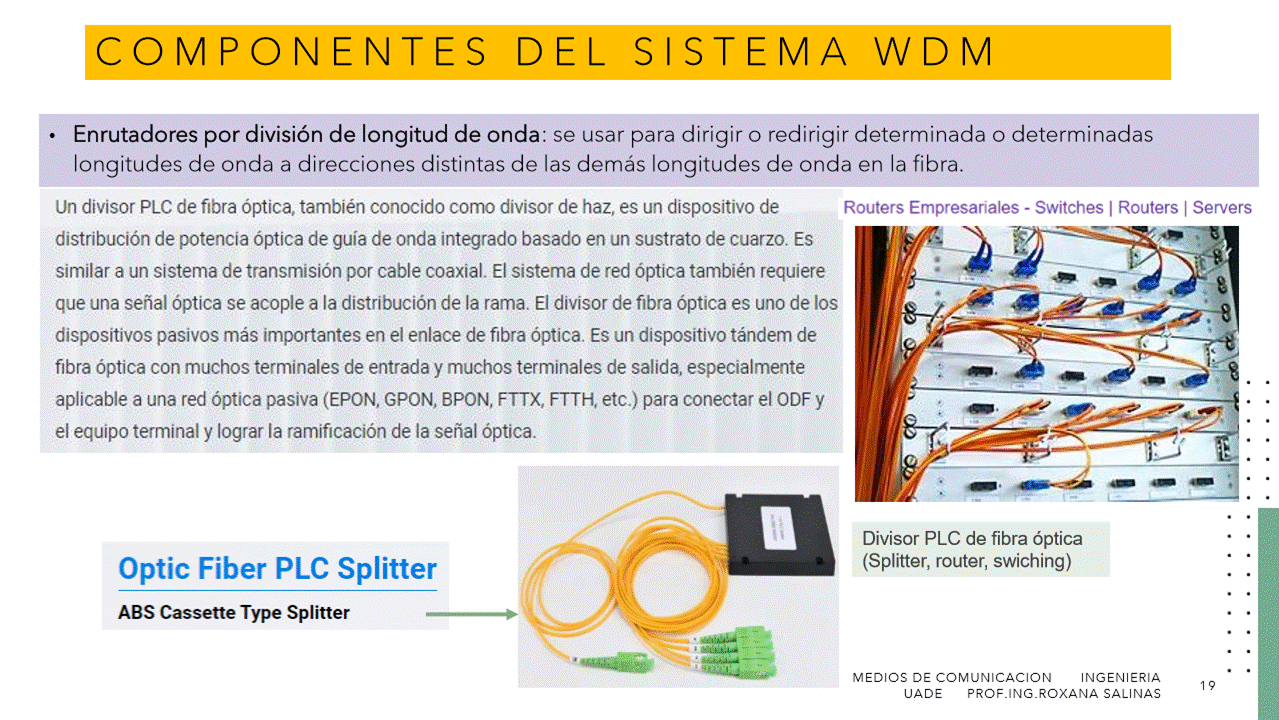 COMPONENTES DEL SISTEMA WDM
• Enrutadores por división de longitud de onda: se usar para dirigir o redirigir determinada o determinadas
longitudes de onda a direcciones distintas de las demás longitudes de onda en la fibra.
Un divisor PLC de fibra óptica, también conocido como divisor de haz, es un dispositivo de
distribución de potencia óptica de guía de onda integrado basado en un sustrato de cuarzo. Es
similar a un sistema de transmisión por cable coaxial. El sistema de red óptica también requiere
que una señal óptica se acople a la distribución de la rama. El divisor de fibra óptica es uno de los
dispositivos pasivos más importantes en el enlace de fibra óptica. Es un dispositivo tándem de
fibra óptica con muchos terminales de entrada y muchos terminales de salida, especialmente
aplicable a una red óptica pasiva (EPON, GPON, BPON, FTTX, FTTH, etc.) para conectar el ODF y
el equipo terminal y lograr la ramificación de la señal óptica.
Routers Empresariales - Switches | Routers | Servers
Divisor PLC de fibra óptica
(Splitter, router, swiching)
Optic Fiber PLC Splitter
ABS Cassette Type Splitter
MEDIOS DE COMUNICACION INGENIERIA
UADE PROF.ING.ROXANA SALINAS
19